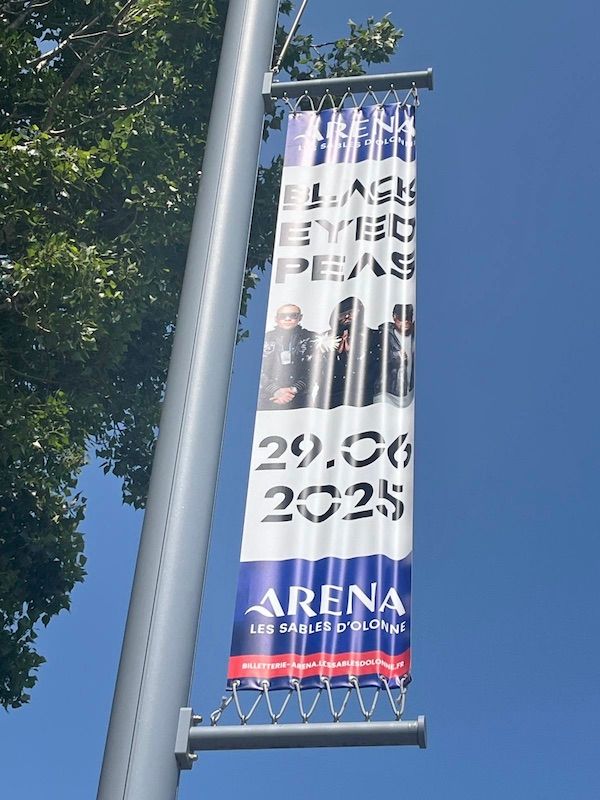 ARENA
LES SABLES D'OLONNE
BLACK
EYED
PEAS
29.06
2025
ARENA
LES SABLES D'OLONNE
BILLETTERIE-ARENA.LESSABLESDOLONNE.FR